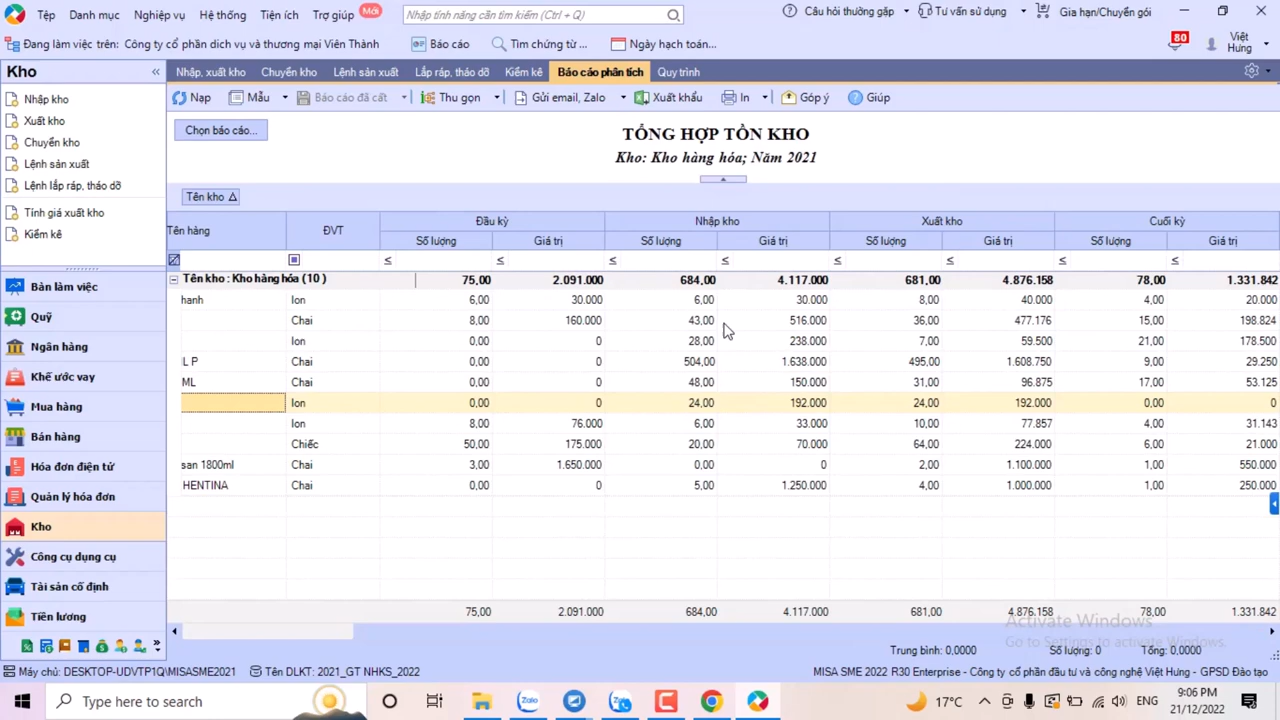 Tệp Danh mục Nghiệp vụ Hệ thống Tiện ích Trợ giúp Mới Nhập tính năng cần tìm kiếm (Ctrl + Q) Câu hỏi thường gặp Tư vấn sử dụng Gia hạn/Chuyển gói
Đang làm việc trên: Công ty cổ phần dich vụ và thương mại Viên Thành Báo cáo Tìm chứng từ ... Ngày hạch toán... 80 Việt Hưng
Kho « Nhập, xuất kho Chuyển kho Lệnh sản xuất Lắp ráp, tháo dỡ Kiểm kê Báo cáo phân tích Quy trình
Nhập kho Nạp Mẫu Báo cáo đã cất Thu gọn Gửi email, Zalo Xuất khẩu In Góp ý Giúp
Xuất kho
Chuyển kho
Lệnh sản xuất
Lệnh lắp ráp, tháo dỡ
Tính giá xuất kho
Kiểm kê
Bàn làm việc
Quỹ
Ngân hàng
Khế ước vay
Mua hàng
Bán hàng
Hóa đơn điện tử
Quản lý hóa đơn
Kho
Công cụ dụng cụ
Tài sản cố định
Tiền lương
Chọn báo cáo...
TỔNG HỢP TỒN KHO
Kho: Kho hàng hóa; Năm 2021
Tên kho
Tên hàng ĐVT Đầu kỳ Nhập kho Xuất kho Cuối kỳ
Số lượng Giá trị Số lượng Giá trị Số lượng Giá trị Số lượng Giá trị
≤ ≤ ≤ ≤ ≤ ≤ ≤ ≤
Tên kho : Kho hàng hóa (10 ) 75,00 2.091.000 684,00 4.117.000 681,00 4.876.158 78,00 1.331.842
hanh lon 6,00 30.000 6,00 30.000 8,00 40.000 4,00 20.000
Chai 8,00 160.000 43,00 516.000 36,00 477.176 15,00 198.824
lon 0,00 0 28,00 238.000 7,00 59.500 21,00 178.500
L P Chai 0,00 0 504,00 1.638.000 495,00 1.608.750 9,00 29.250
ML Chai 0,00 0 48,00 150.000 31,00 96.875 17,00 53.125
lon 0,00 0 24,00 192.000 24,00 192.000 0,00 0
lon 8,00 76.000 6,00 33.000 10,00 77.857 4,00 31.143
Chiếc 50,00 175.000 20,00 70.000 64,00 224.000 6,00 21.000
san 1800ml Chai 3,00 1.650.000 0,00 0 2,00 1.100.000 1,00 550.000
HENTINA Chai 0,00 0 5,00 1.250.000 4,00 1.000.000 1,00 250.000
75,00 2.091.000 684,00 4.117.000 681,00 4.876.158 78,00 1.331.842
Activate Windows
Go to Settings to activate Windows.
Trung bình: 0,0000 Số lượng: 0 Tổng: 0,0000
Máy chủ: DESKTOP-UDVTP1Q\MISASME2021 Tên DLKT: 2021_GT NHKS_2022 MISA SME 2022 R30 Enterprise - Công ty cổ phần đầu tư và công nghệ Việt Hưng - GPSD Đào tạo
Type here to search Zalo 17°C ENG 9:06 PM
21/12/2022